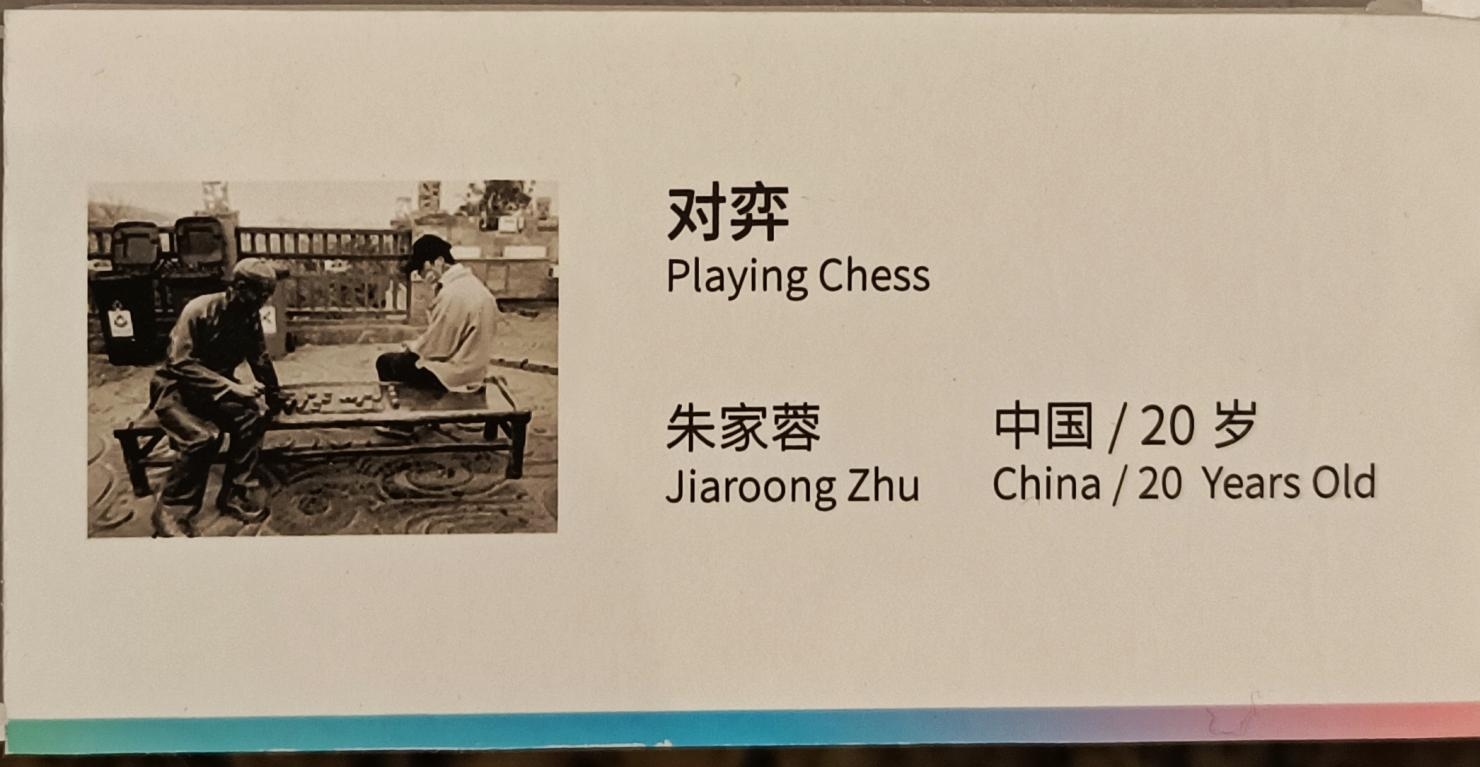 对弈
Playing Chess
朱家蓉
Jiaroong Zhu
中国 / 20 岁
China / 20 Years Old